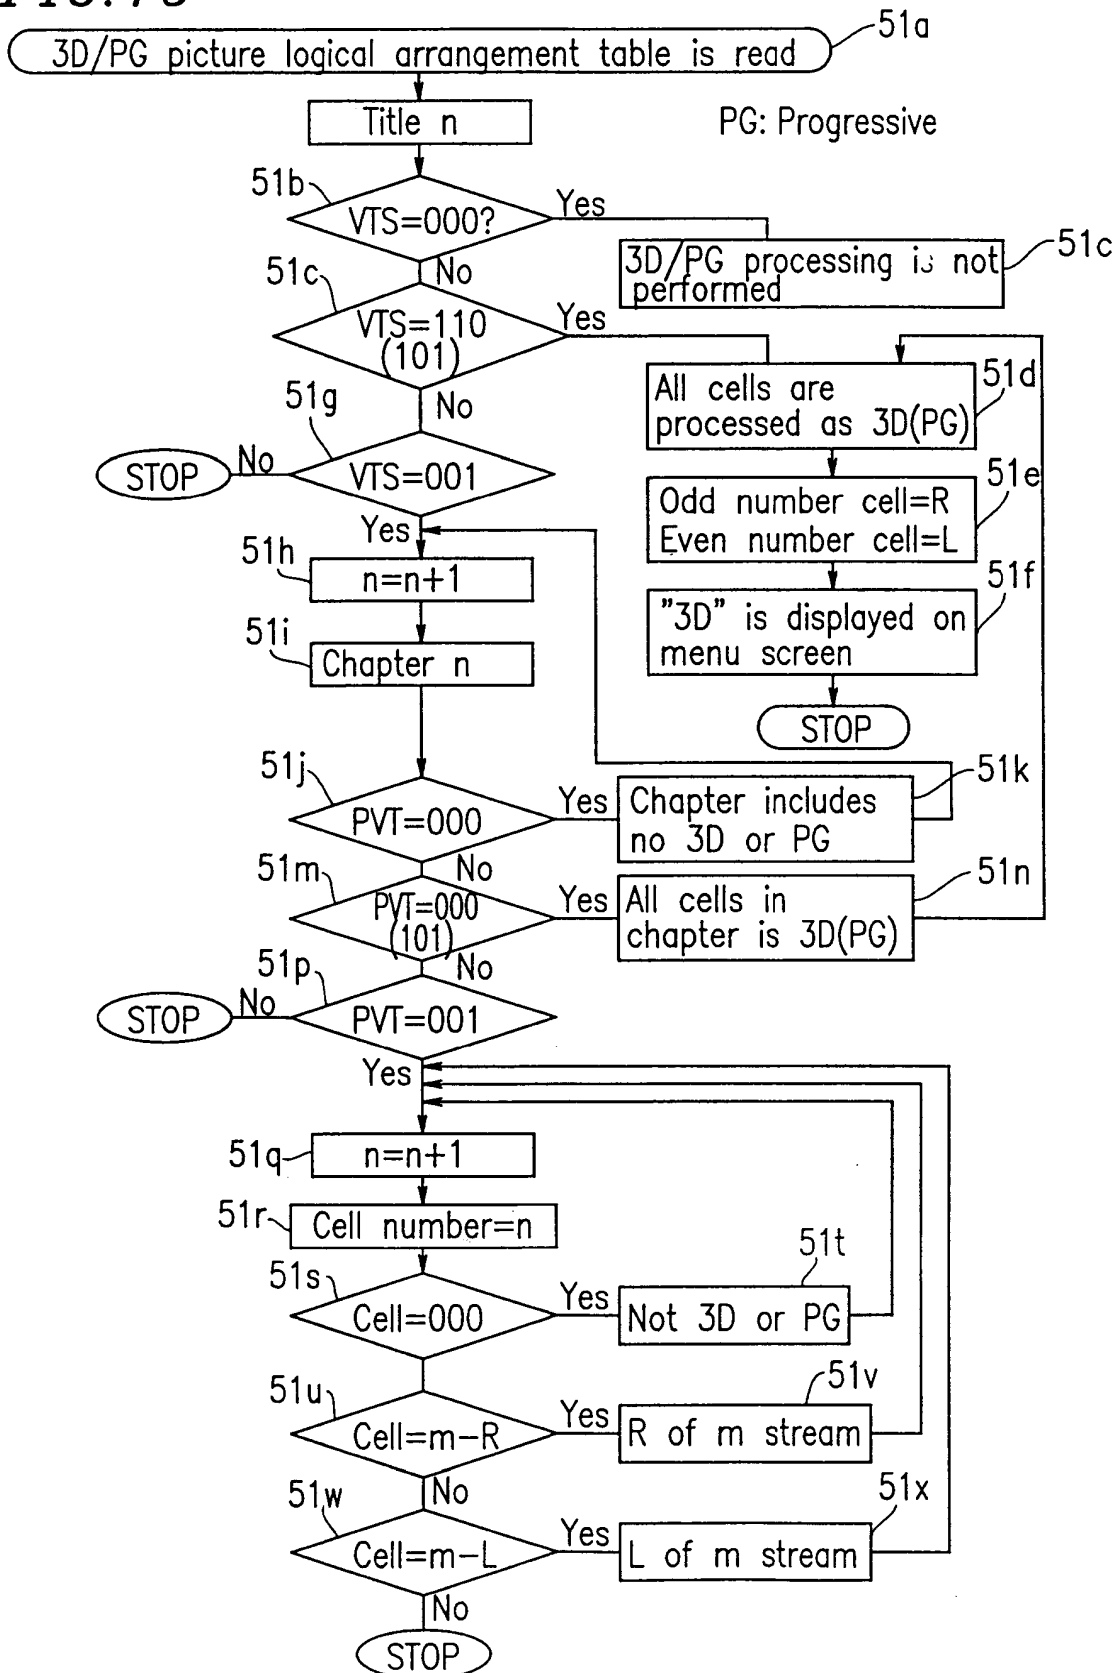 3D/PG picture logical arrangement table is read
51a
Title n
PG: Progressive
51b
VTS=000?
Yes
No
3D/PG processing is not
performed
51c
51c
VTS=110
(101)
Yes
No
All cells are
processed as 3D(PG)
51d
51g
VTS=001
No
STOP
Yes
Odd number cell=R
Even number cell=L
51e
51h
n=n+1
"3D" is displayed on
menu screen
51f
51i
Chapter n
STOP
51j
PVT=000
Yes
No
Chapter includes
no 3D or PG
51k
51m
PVT=000
(101)
Yes
No
All cells in
chapter is 3D(PG)
51n
51p
PVT=001
No
STOP
Yes
51q
n=n+1
51r
Cell number=n
51s
Cell=000
Yes
Not 3D or PG
51t
51u
Cell=m-R
Yes
No
R of m stream
51v
51w
Cell=m-L
Yes
No
L of m stream
51x
STOP